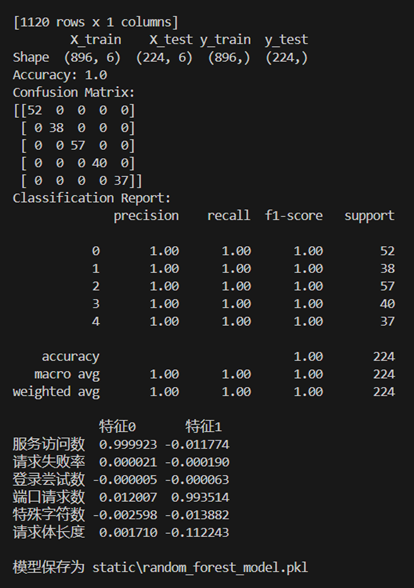 [1120 rows x 1 columns]
X_train X_test y_train y_test
Shape (896, 6) (224, 6) (896,) (224,)
Accuracy: 1.0
Confusion Matrix:
[[52 0 0 0 0]
[ 0 38 0 0 0]
[ 0 0 57 0 0]
[ 0 0 0 40 0]
[ 0 0 0 0 37]]
Classification Report:
precision recall f1-score support
0 1.00 1.00 1.00 52
1 1.00 1.00 1.00 38
2 1.00 1.00 1.00 57
3 1.00 1.00 1.00 40
4 1.00 1.00 1.00 37
accuracy 1.00 224
macro avg 1.00 1.00 1.00 224
weighted avg 1.00 1.00 1.00 224
特征0 特征1
服务访问数 0.999923 -0.011774
请求失败率 0.000021 -0.000190
登录尝试数 -0.000005 -0.000063
端口请求数 0.012007 0.993514
特殊字符数 -0.002598 -0.013882
请求体长度 0.001710 -0.112243
模型保存为 static\random_forest_model.pkl